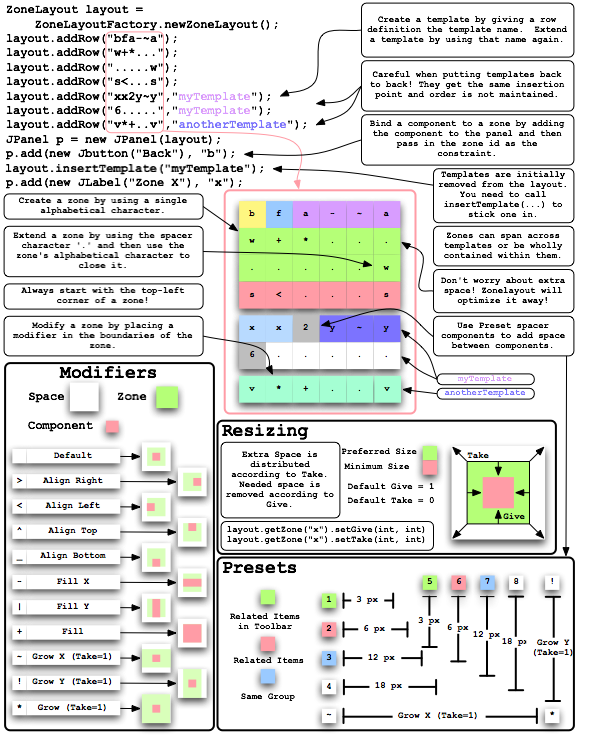 ZoneLayout layout =
ZoneLayoutFactory.newZoneLayout();
layout.addRow("bfa-~a");
layout.addRow("w+*...");
layout.addRow(".....w");
layout.addRow("s<...s");
layout.addRow("xx2y~y","myTemplate");
layout.addRow("6.....","myTemplate");
layout.addRow("v*+..v","anotherTemplate");
JPanel p = new JPanel(layout);
p.add(new Jbutton("Back"), "b");
layout.insertTemplate("myTemplate");
p.add(new JLabel("Zone X"), "x");
Create a template by giving a row
definition the template name. Extend
a template by using that name again.
Careful when putting templates back
to back! They get the same insertion
point and order is not maintained.
Bind a component to a zone by adding
the component to the panel and then
pass in the zone id as the
constraint.
Templates are initially
removed from the layout.
You need to call
insertTemplate(...) to
stick one in.
Zones can span across
templates or be wholly
contained within them.
Don't worry about extra
space! Zonelayout will
optimize it away!
Use Preset spacer
components to add space
between components.
myTemplate
anotherTemplate
Create a zone by using a single
alphabetical character.
Extend a zone by using the spacer
character '.' and then use the
zone's alphabetical character to
close it.
Always start with the top-left
corner of a zone!
Modify a zone by placing a
modifier in the boundaries of the
zone.
b f a - ~ a
w + * . . .
. . . . . w
s < . . . s
x x 2 y ~ y
6 . . . . .
v * + . . v
Modifiers
Space
Zone
Component
Default
> Align Right
< Align Left
^ Align Top
_ Align Bottom
- Fill X
| Fill Y
+ Fill
~ Grow X (Take=1)
! Grow Y (Take=1)
* Grow (Take=1)
Resizing
Extra Space is
distributed
according to Take.
Needed space is
removed according to
Give.
Preferred Size
Minimum Size
Default Give = 1
Default Take = 0
layout.getZone("x").setGive(int, int)
layout.getZone("x").setTake(int, int)
Take
Give
Presets
Related Items
in Toolbar
Related Items
Same Group
1 3 px
2 6 px
3 12 px
4 18 px
~ Grow X (Take=1) *
5 6 7 8 !
3 px 6 px 12 px 18 px
Grow Y
(Take=1)